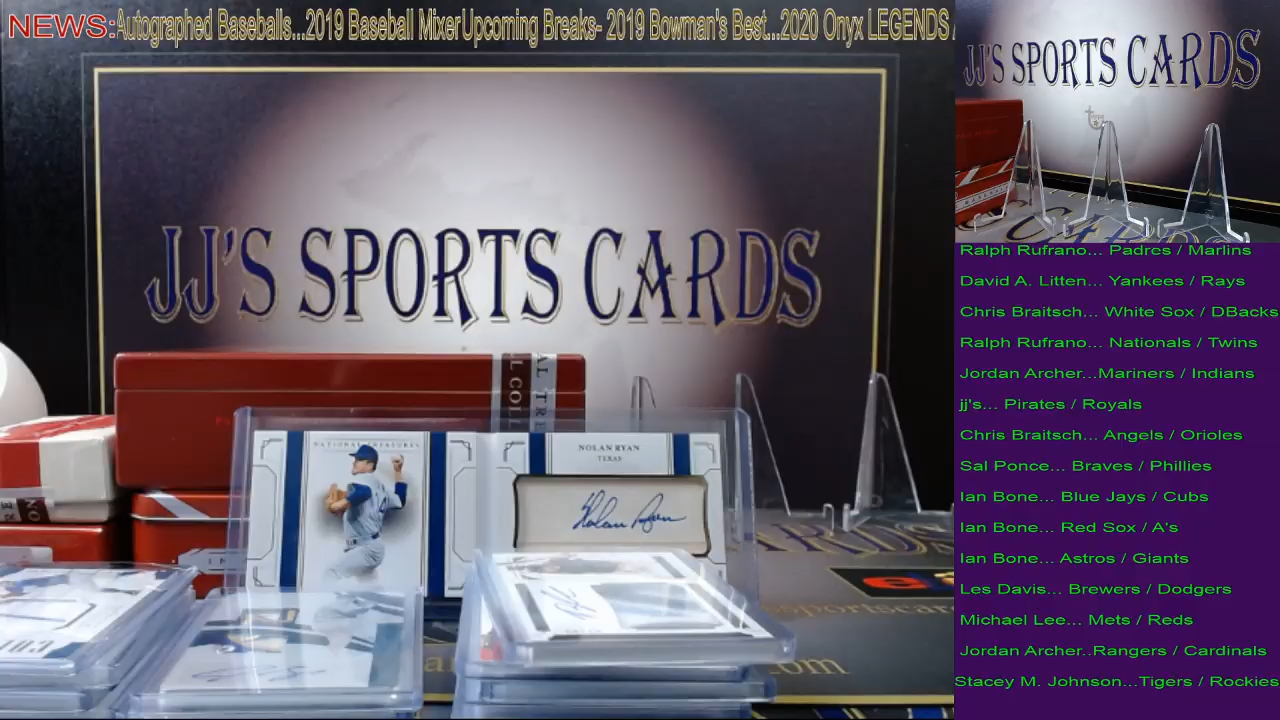 NEWS:Autographed Baseballs...2019 Baseball Mixer Upcoming Breaks- 2019 Bowman's Best...2020 Onyx LEGENDS
JJ'S SPORTS CARDS
NATIONAL TREASURES
NOLAN RYAN
TEXAS
Nolan Ryan
JJ'S SPORTS CARDS
Ralph Rufrano... Padres / Marlins
David A. Litten... Yankees / Rays
Chris Braitsch... White Sox / DBacks
Ralph Rufrano... Nationals / Twins
Jordan Archer...Mariners / Indians
jj's... Pirates / Royals
Chris Braitsch... Angels / Orioles
Sal Ponce... Braves / Phillies
Ian Bone... Blue Jays / Cubs
Ian Bone... Red Sox / A's
Ian Bone... Astros / Giants
Les Davis... Brewers / Dodgers
Michael Lee... Mets / Reds
Jordan Archer..Rangers / Cardinals
Stacey M. Johnson...Tigers / Rockies